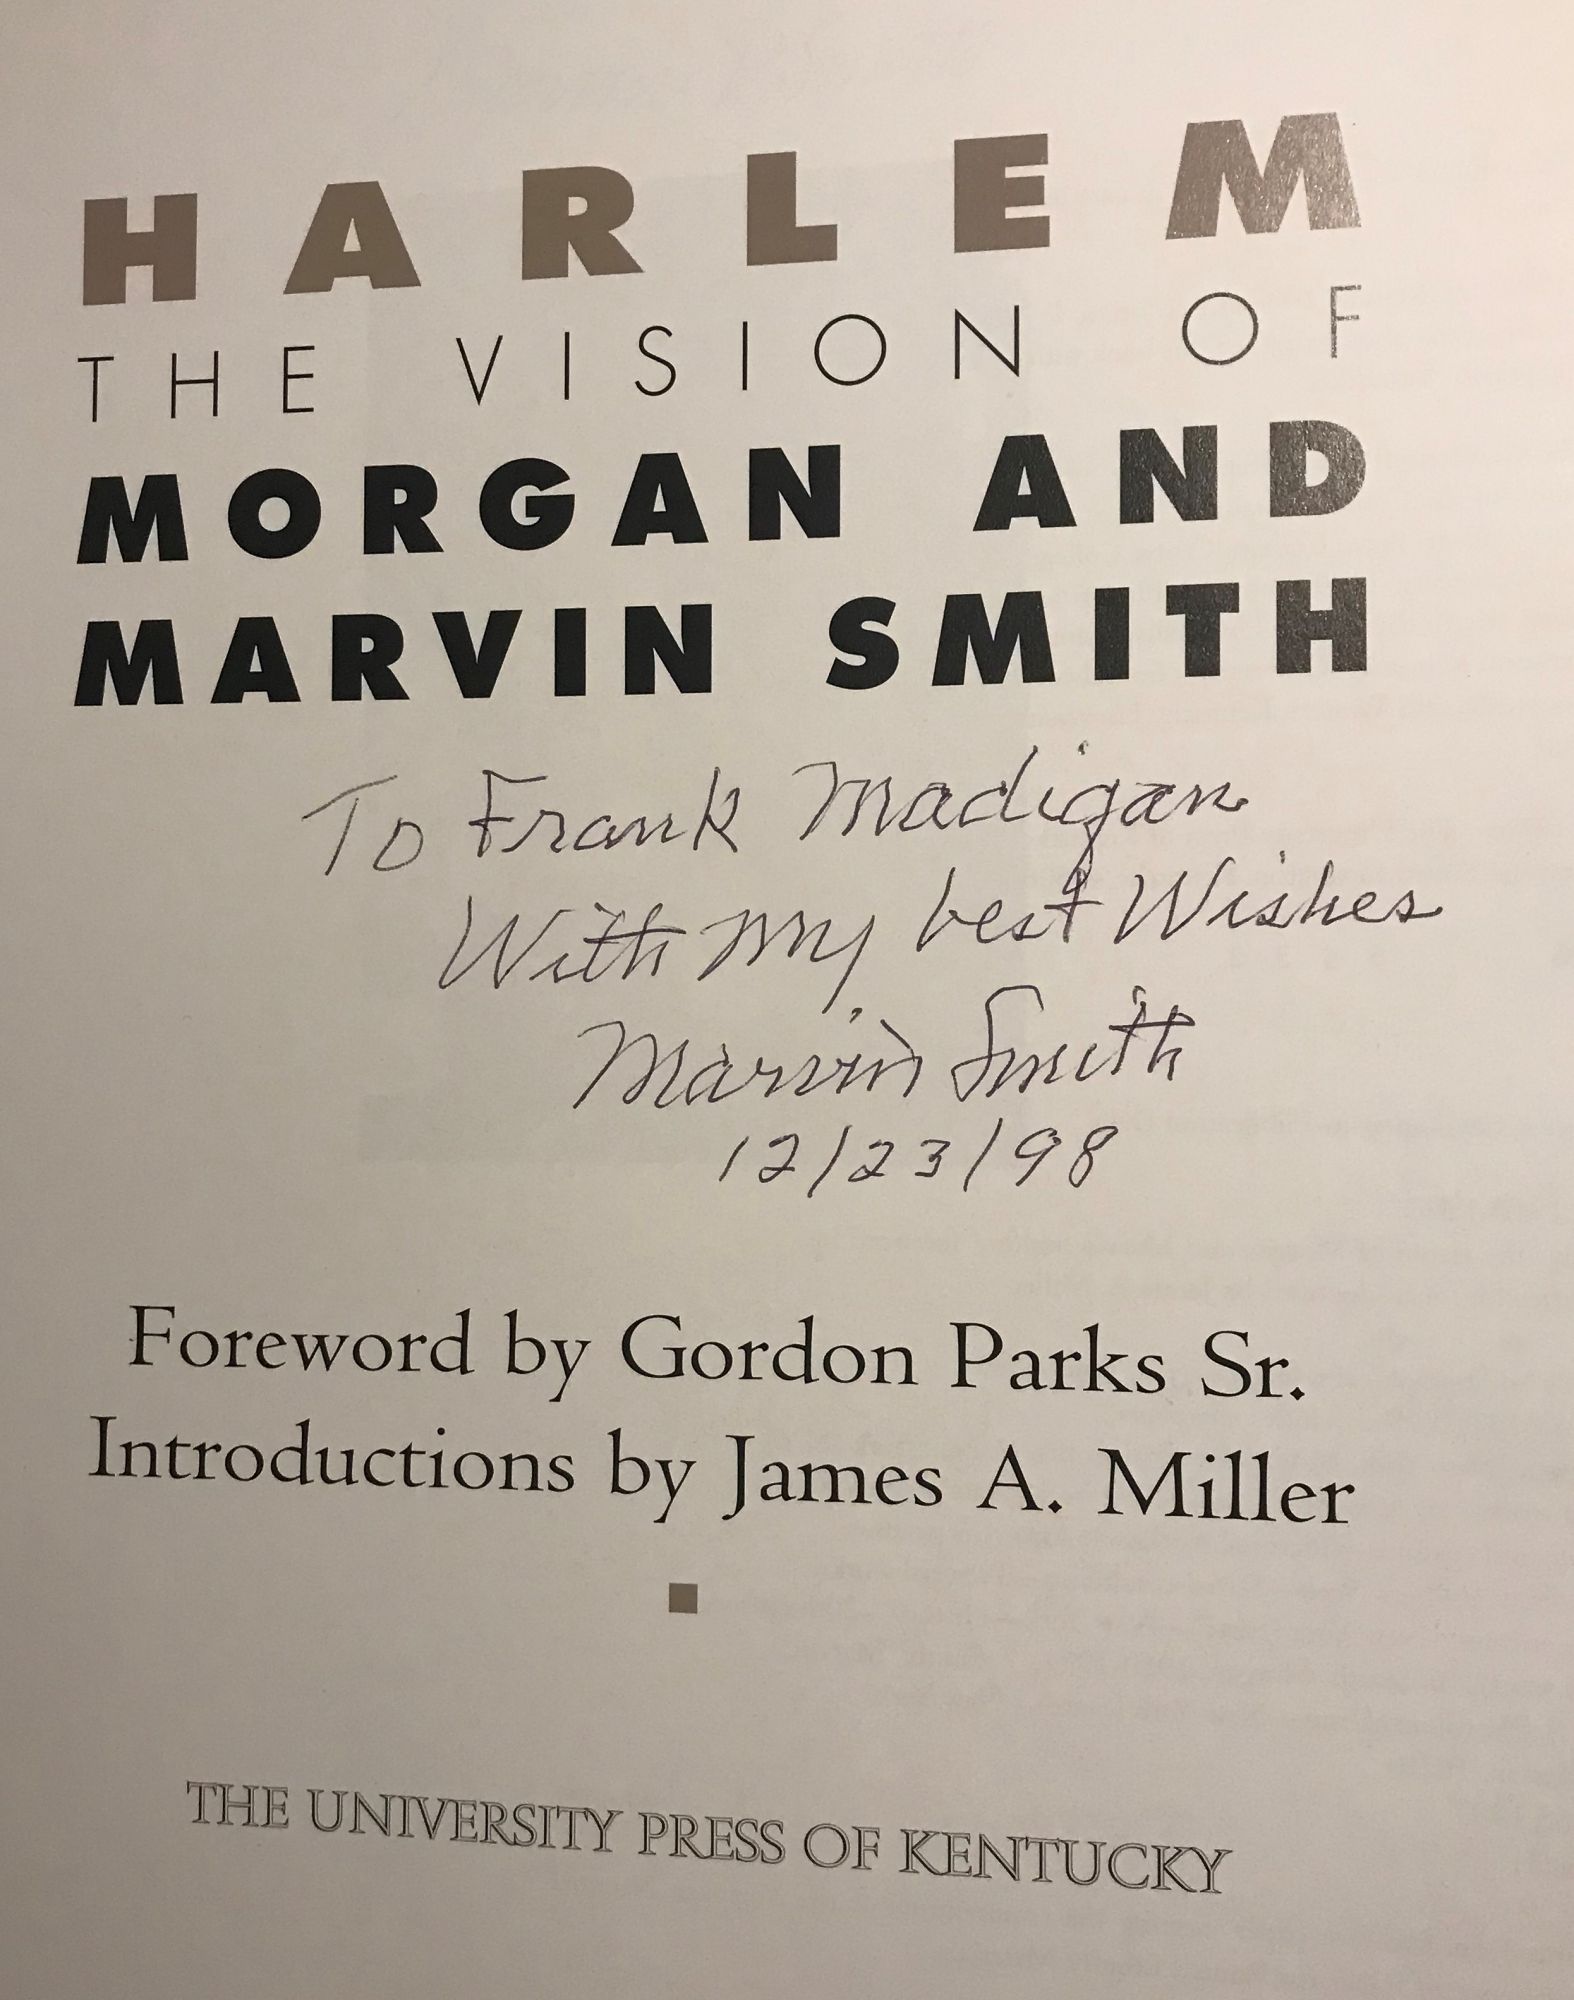 HARLEM
THE VISION OF
MORGAN AND
MARVIN SMITH
To Frank Madigan
With my best Wishes
Marvin Smith
12/23/98
Foreword by Gordon Parks Sr.
Introductions by James A. Miller
THE UNIVERSITY PRESS OF KENTUCKY